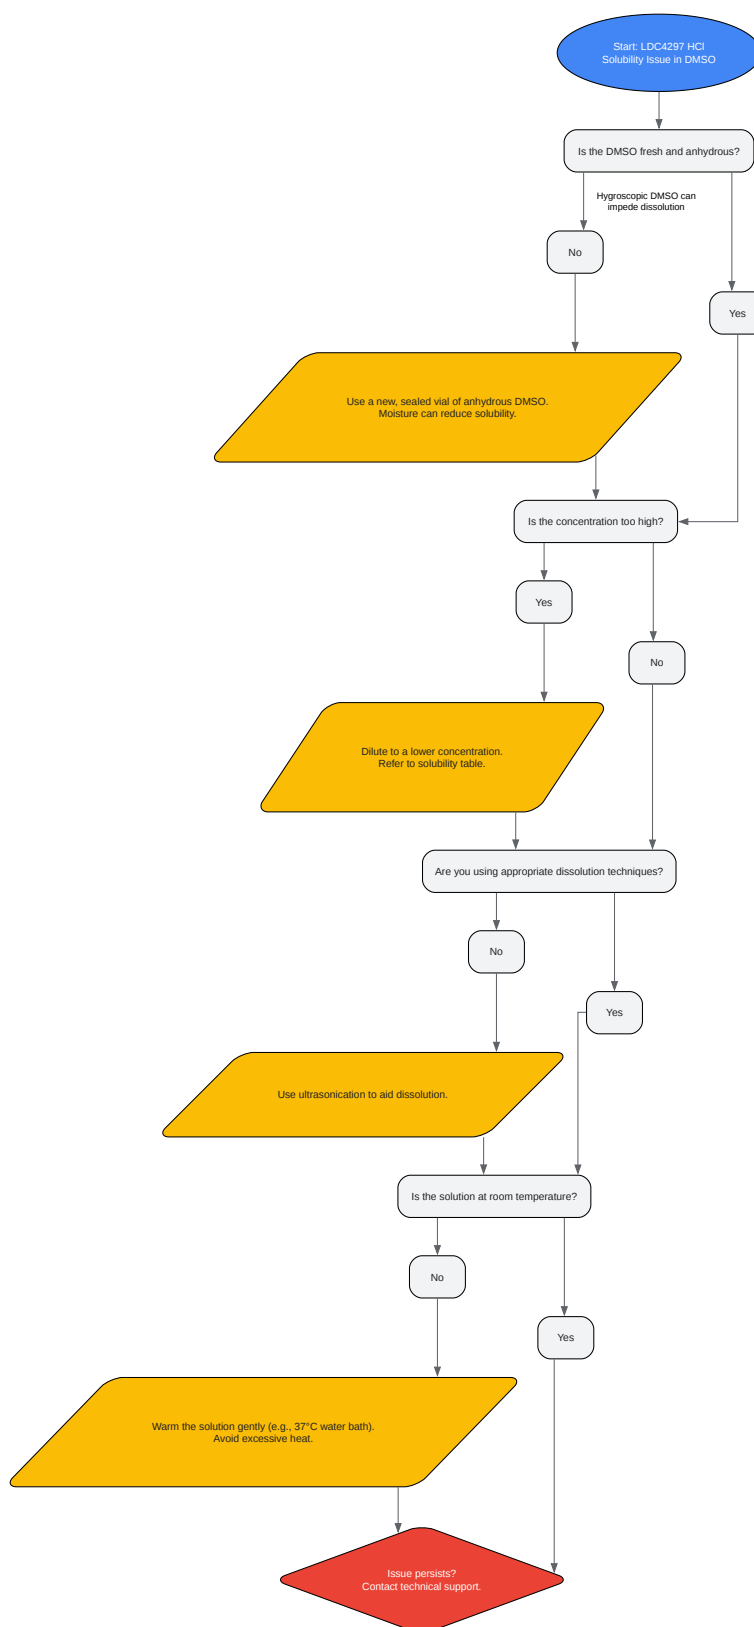 Start: LDC4297 HCl
Solubility Issue in DMSO
Is the DMSO fresh and anhydrous?
Hygroscopic DMSO can
impede dissolution
No
Yes
Use a new, sealed vial of anhydrous DMSO.
Moisture can reduce solubility.
Is the concentration too high?
Yes
No
Dilute to a lower concentration.
Refer to solubility table.
Are you using appropriate dissolution techniques?
No
Yes
Use ultrasonication to aid dissolution.
Is the solution at room temperature?
No
Yes
Warm the solution gently (e.g., 37°C water bath).
Avoid excessive heat.
Issue persists?
Contact technical support.